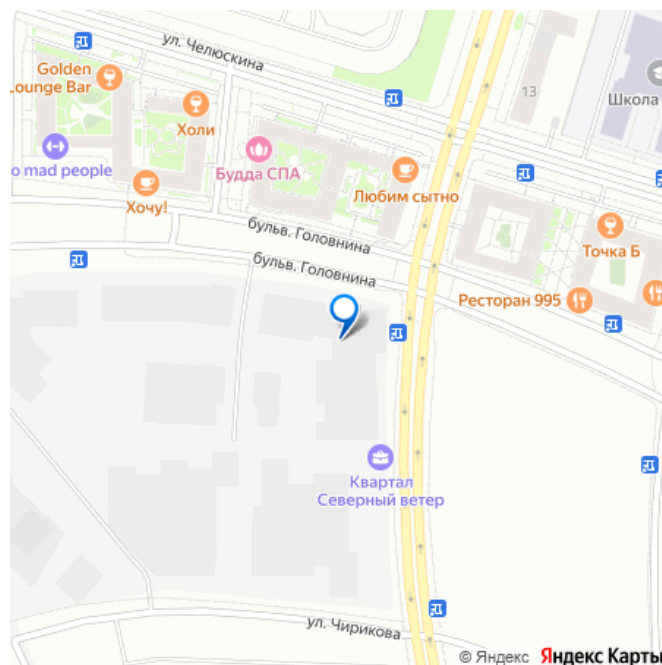 ул. Челюскина
Golden
Lounge Bar
Холи
13
Школа
o mad people
Хочу!
Будда СПА
Любим сытно
бульв. Головнина
бульв. Головнина
Точка Б
Ресторан 995
Квартал
Северный ветер
ул. Чирикова
© Яндекс Яндекс Карты